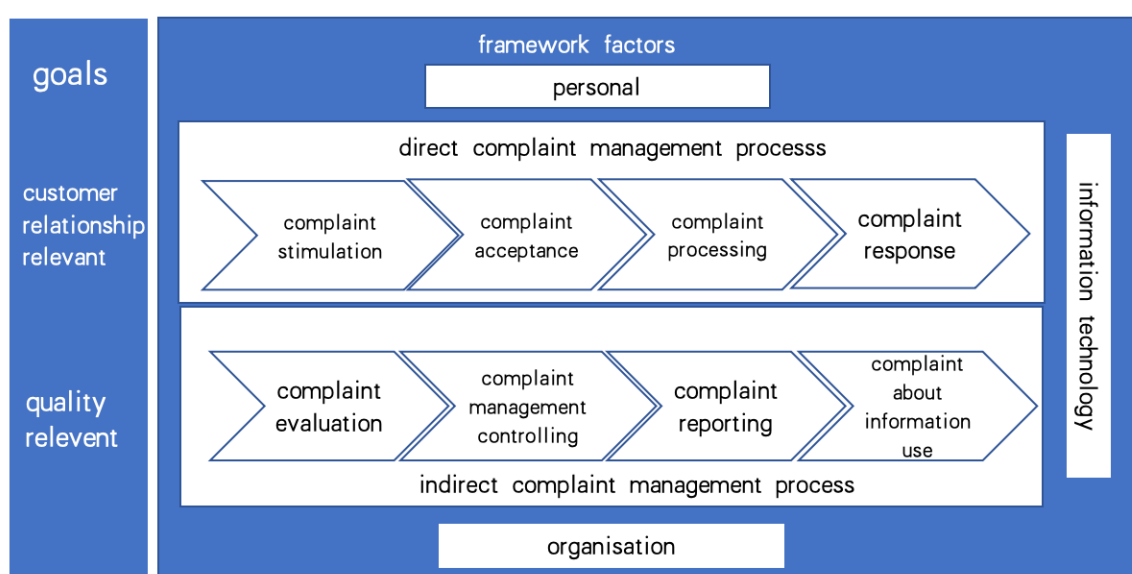 goals
customer
relationship
relevant
quality
relevent
framework factors
personal
direct complaint management processs
complaint
stimulation
complaint
acceptance
complaint
processing
complaint
response
complaint
evaluation
complaint
management
controlling
complaint
reporting
complaint
about
information
use
indirect complaint management process
organisation
information technology